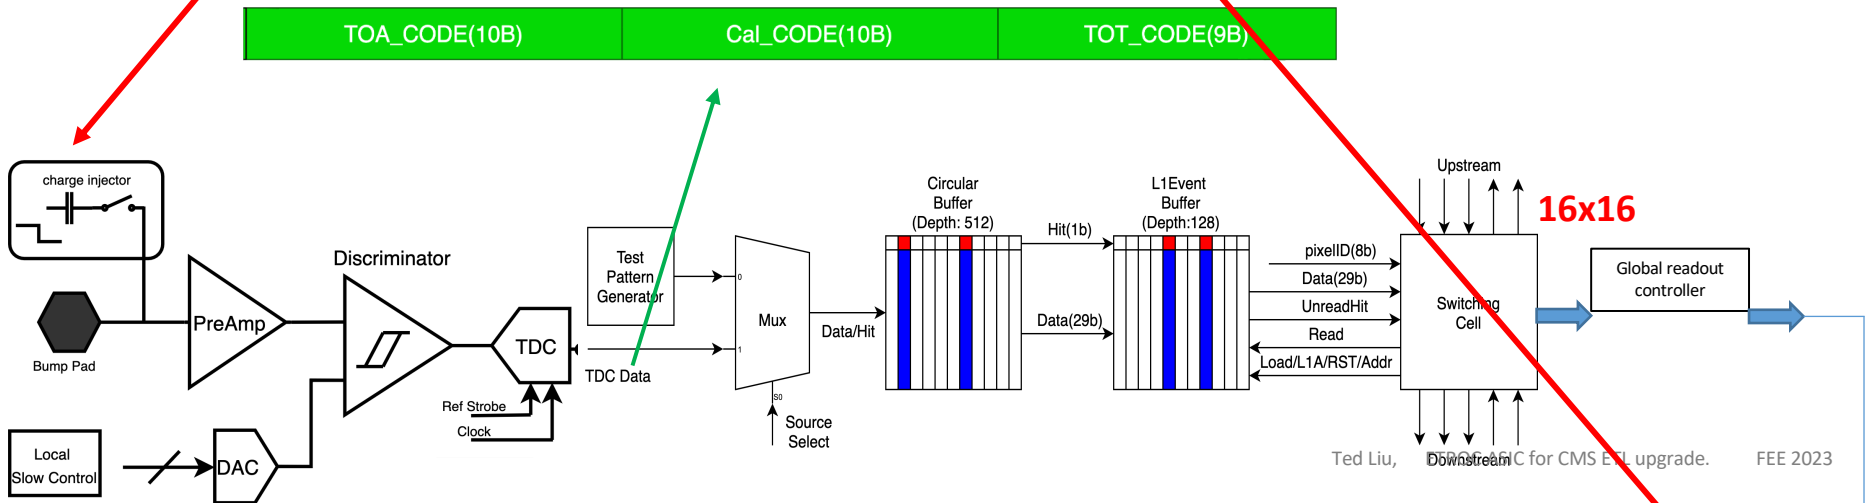 TOA_CODE(10B)
Cal_CODE(10B)
TOT_CODE(9B)
charge injector
Bump Pad
PreAmp
Discriminator
TDC
Ref Strobe
Clock
Local
Slow Control
DAC
Test
Pattern
Generator
TDC Data
0
1
Mux
S0
Source
Select
Data/Hit
Circular
Buffer
(Depth: 512)
Hit(1b)
Data(29b)
L1Event
Buffer
(Depth:128)
pixelID(8b)
Data(29b)
UnreadHit
Read
Load/L1A/RST/Addr
Upstream
16x16
Switching
Cell
Downstream
Global readout
controller
Ted Liu, ETROC ASIC for CMS ETL upgrade. FEE 2023